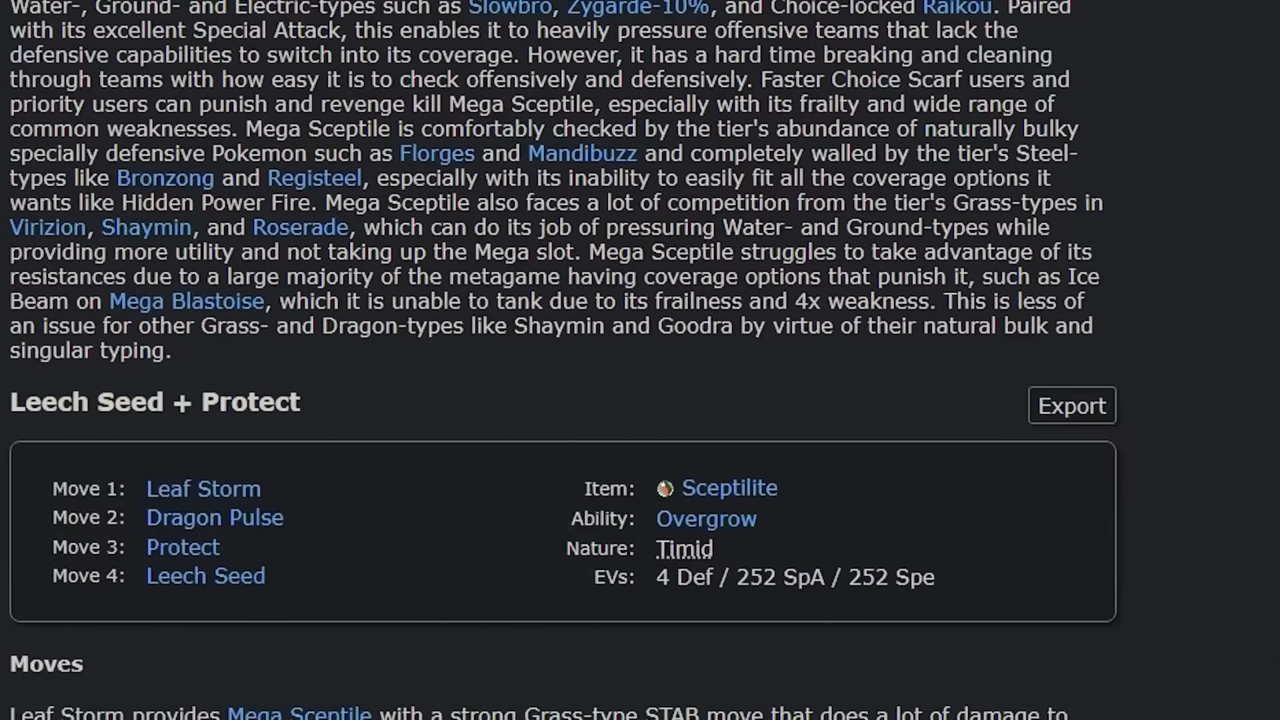 Water-, Ground- and Electric-types such as Slowbro, Zygarde-10%, and Choice-locked Raikou. Paired
with its excellent Special Attack, this enables it to heavily pressure offensive teams that lack the
defensive capabilities to switch into its coverage. However, it has a hard time breaking and cleaning
through teams with how easy it is to check offensively and defensively. Faster Choice Scarf users and
priority users can punish and revenge kill Mega Sceptile, especially with its frailty and wide range of
common weaknesses. Mega Sceptile is comfortably checked by the tier's abundance of naturally bulky
specially defensive Pokemon such as Florges and Mandibuzz and completely walled by the tier's Steel-
types like Bronzong and Registeel, especially with its inability to easily fit all the coverage options it
wants like Hidden Power Fire. Mega Sceptile also faces a lot of competition from the tier's Grass-types in
Virizion, Shaymin, and Roserade, which can do its job of pressuring Water- and Ground-types while
providing more utility and not taking up the Mega slot. Mega Sceptile struggles to take advantage of its
resistances due to a large majority of the metagame having coverage options that punish it, such as Ice
Beam on Mega Blastoise, which it is unable to tank due to its frailness and 4x weakness. This is less of
an issue for other Grass- and Dragon-types like Shaymin and Goodra by virtue of their natural bulk and
singular typing.
Leech Seed + Protect
Export
Move 1: Leaf Storm
Move 2: Dragon Pulse
Move 3: Protect
Move 4: Leech Seed
Item: Sceptilite
Ability: Overgrow
Nature: Timid
EVs: 4 Def / 252 SpA / 252 Spe
Moves
Leaf Storm provides Mega Sceptile with a strong Grass-type STAB move that does a lot of damage to